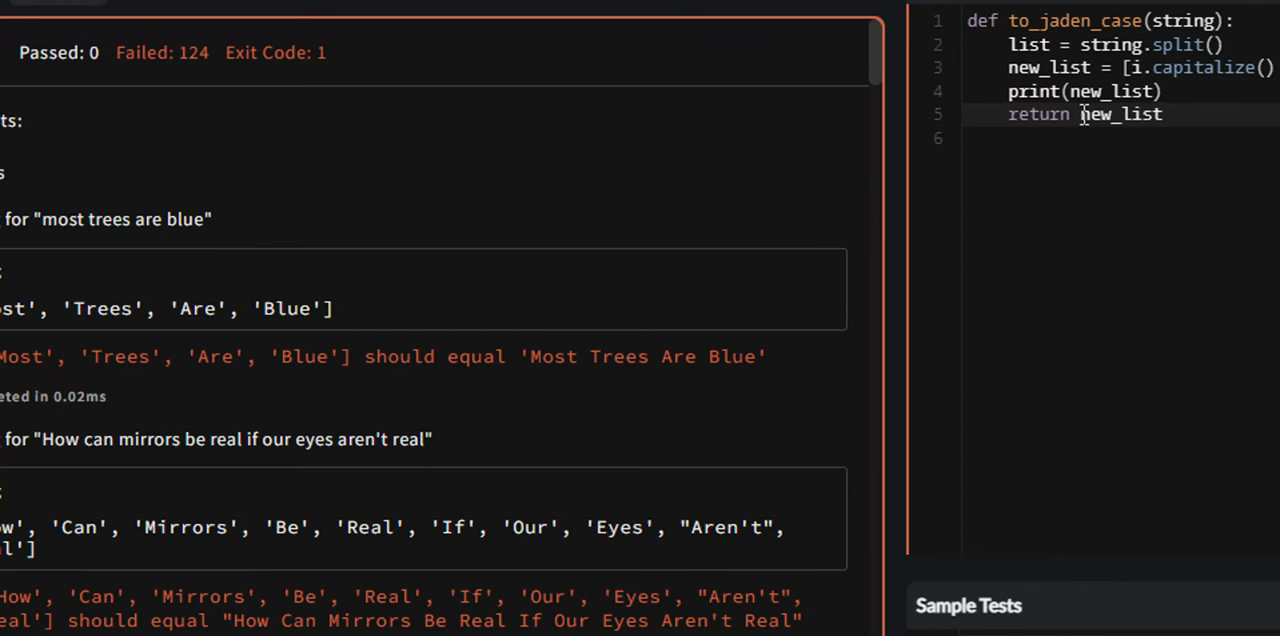 Passed: 0 Failed: 124 Exit Code: 1
for "most trees are blue"
'Trees', 'Are', 'Blue']
Most', 'Trees', 'Are', 'Blue'] should equal 'Most Trees Are Blue'
in 0.02ms
for "How can mirrors be real if our eyes aren't real"
'Can', 'Mirrors', 'Be', 'Real', 'If', 'Our', 'Eyes', "Aren't",
How', 'Can', 'Mirrors', 'Be', 'Real', 'If', 'Our', 'Eyes', "Aren't",
should equal "How Can Mirrors Be Real If Our Eyes Aren't Real"
1 def to_jaden_case(string):
2 list = string.split()
3 new_list = [i.capitalize()
4 print(new_list)
5 return new_list
6
Sample Tests